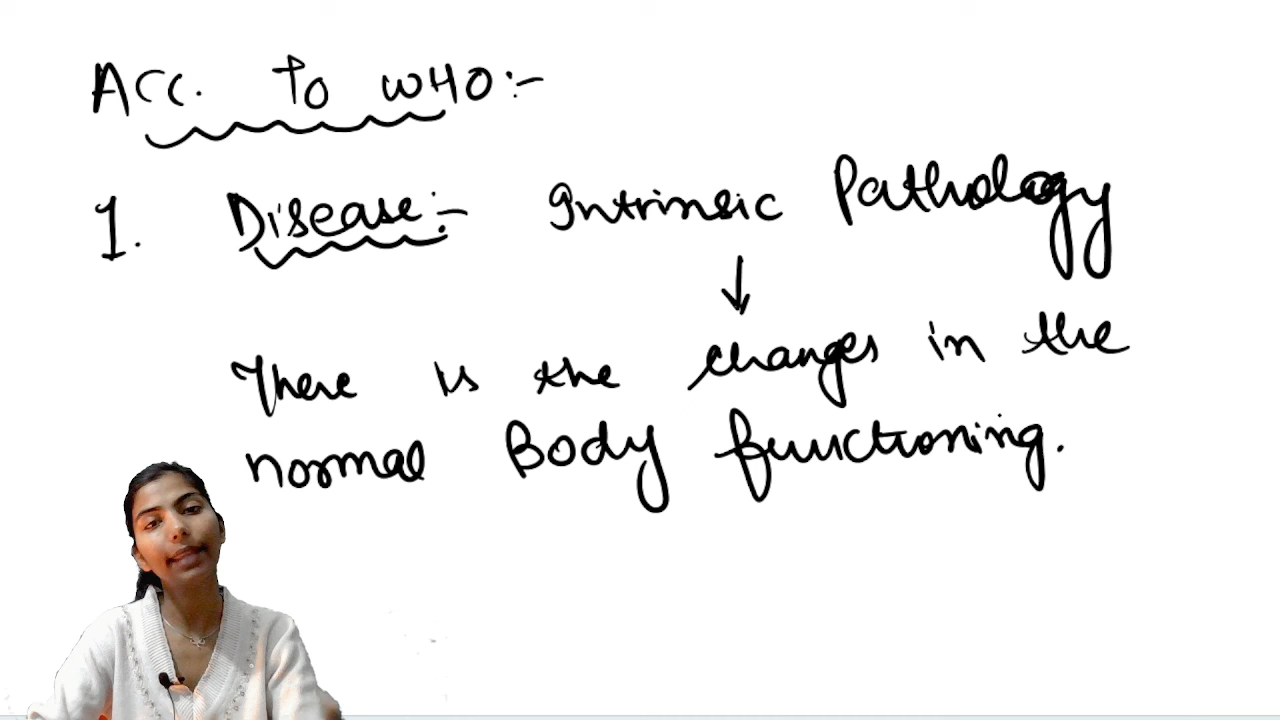 Acc. To WHO:-
1. Disease:- Intrinsic Pathology
↓
There is the changes in the
normal Body functioning.